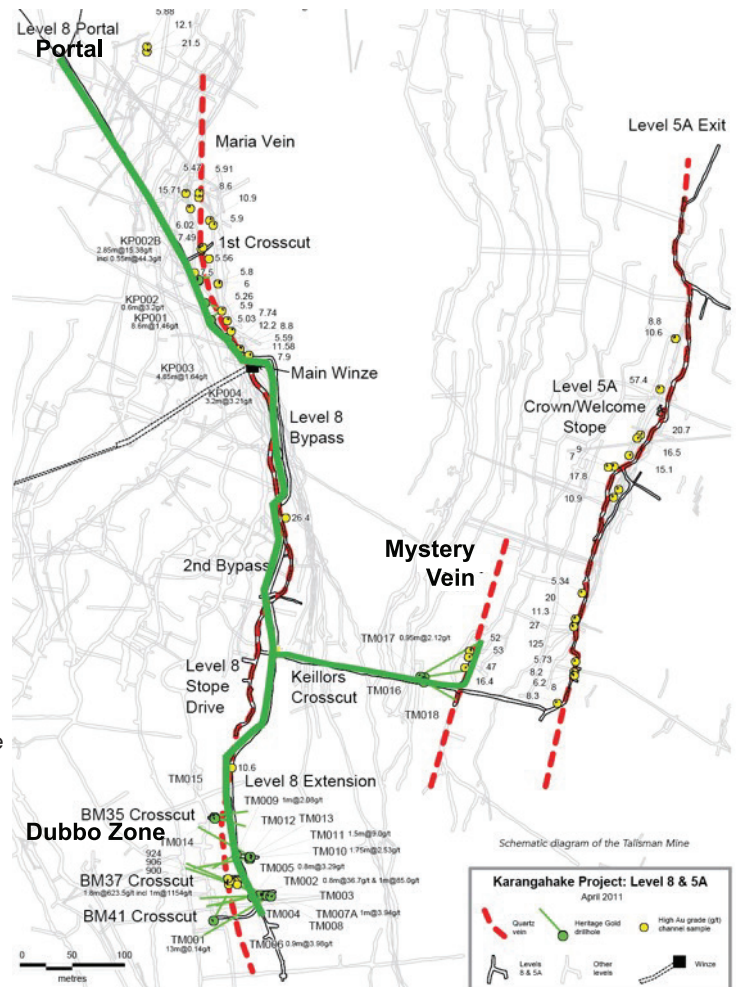 5.88
12.1
21.5
Level 8 Portal
Portal
Maria Vein
Level 5A Exit
5.47
5.91
8.6
15.71
10.9
5.9
6.02
7.49
1st Crosscut
5.56
KP002B
2.85m@15.38g/t
incl 0.55m@44.3g/t
7.5
5.8
6
5.26
5.9
5.03
7.74
12.2
8.8
5.59
11.58
7.9
KP002
0.6m@3.2g/t
KP001
8.6m@1.46g/t
KP003
4.85m@1.64g/t
KP004
3.2m@3.21g/t
Main Winze
Level 8
Bypass
26.4
2nd Bypass
8.8
10.6
57.4
Level 5A
Crown/Welcome
Stope
20.7
9
7
16.5
17.8
15.1
10.9
Mystery
Vein
5.34
20
11.3
27
125
5.73
8.2
6.2
8
8.3
TM017 0.95m@2.12g/t
52
53
47
16.4
TM016
TM018
Keillors
Crosscut
Level 8
Stope
Drive
e
10.6
TM015
Level 8 Extension
BM35 Crosscut
TM009
TM012
TM013
Dubbo Zone
TM014
TM011 1.5m@9.0g/t
TM010 1.75m@2.53g/t
924
906
900
TM005 0.8m@3.29g/t
BM37 Crosscut
1.8m@623.5g/t incl 1m@1154g/t
TM002 0.8m@36.7g/t & 1m@65.0g/t
TM003
BM41 Crosscut
TM004
TM007A 1m@3.94g/t
TM008
TM001
13m@0.14g/t
TM006 0.9m@3.98g/t
0 50 100
metres
Schematic diagram of the Talisman Mine
Karangahake Project: Level 8 & 5A
April 2011
Quartz
vein
Heritage Gold
drillhole
High Au grade (g/t)
channel sample
Levels
8 & 5A
Other
levels
Winze